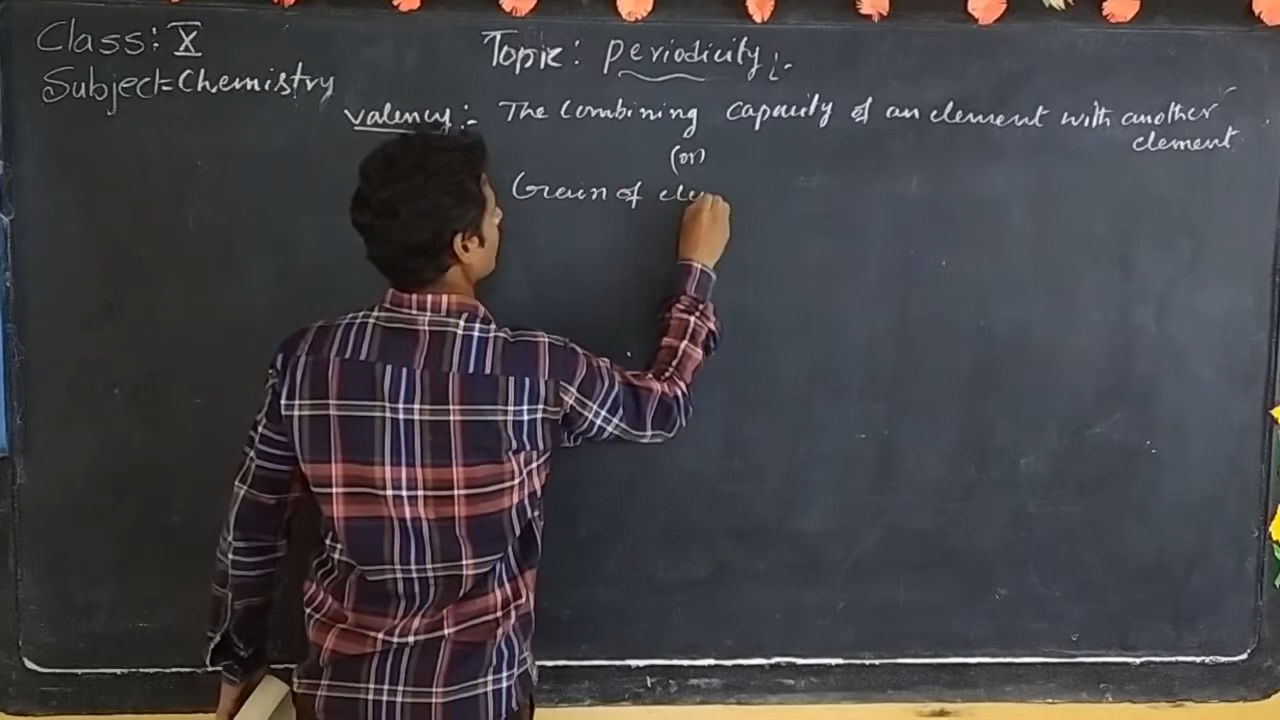 Class: X
Subject=Chemistry
Topic: periodicity:-
valency:- The Combining capacity of an element with another
element
(or)
Grain of ele